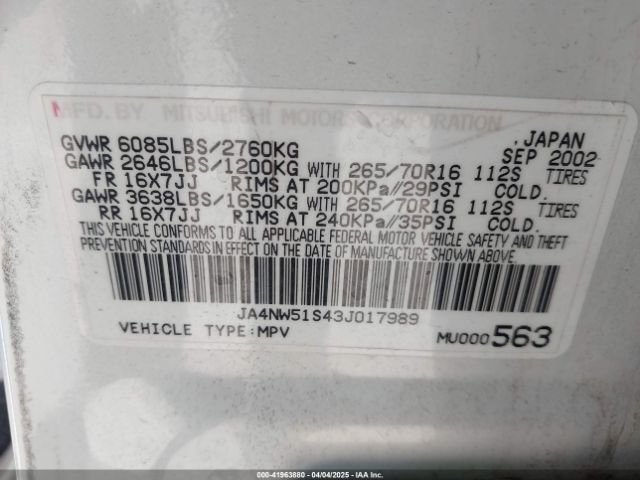 MFD. BY MITSUBISHI MOTORS CORPORATION
GVWR 6085LBS/2760KG , JAPAN
GAWR 2646LBS/1200KG WITH 265/70R16 112S SEP 2002
FR 16X7JJ RIMS AT 200KPa//29PSI COLD. TIRES
GAWR 3638LBS/1650KG WITH 265/70R16 112S TIRES
RR 16X7JJ RIMS AT 240KPa//35PSI COLD.
THIS VEHICLE CONFORMS TO ALL APPLICABLE FEDERAL MOTOR VEHICLE SAFETY AND THEFT
PREVENTION STANDARDS IN EFFECT ON THE DATE OF MANUFACTURE SHOWN ABOVE.
JA4NW51S43J017989
VEHICLE TYPE:MPV MU000563
000-41963880 - 04/04/2025 - IAAI